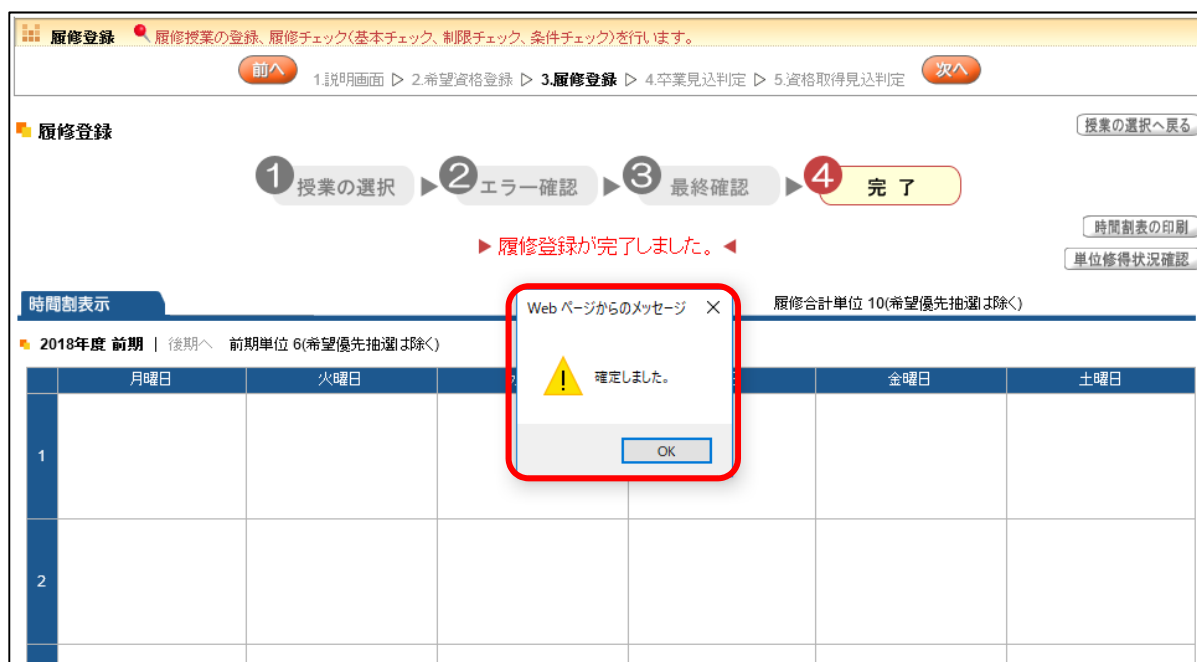 履修登録 履修授業の登録、履修チェック(基本チェック、制限チェック、条件チェック)を行います。
前へ 1.説明画面 ▷ 2.希望資格登録 ▷ 3.履修登録 ▷ 4.卒業見込判定 ▷ 5.資格取得見込判定 次へ
履修登録
授業の選択へ戻る
1 授業の選択 ▶ 2 エラー確認 ▶ 3 最終確認 ▶ 4 完了
▶ 履修登録が完了しました。 ◀
時間割表の印刷
単位修得状況確認
時間割表示
履修合計単位 10(希望優先抽選は除く)
2018年度 前期 | 後期へ 前期単位 6(希望優先抽選は除く)
Web ページからのメッセージ
確定しました。
OK
月曜日 火曜日 金曜日 土曜日
1
2